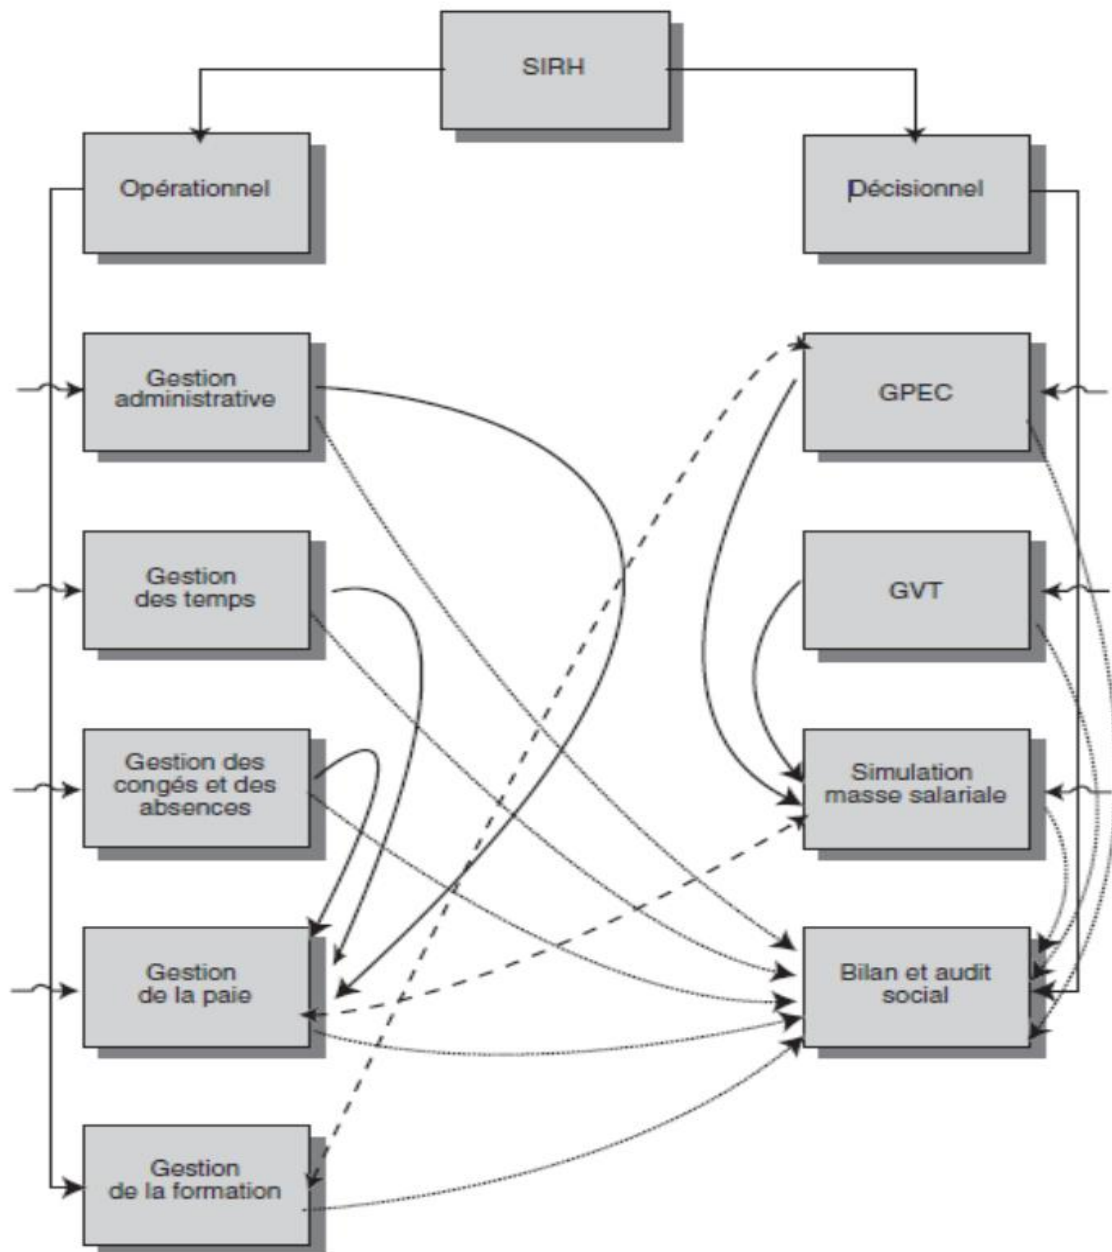 SIRH
Opérationnel
Décisionnel
Gestion
administrative
GPEC
Gestion
des temps
GVT
Gestion des
congés et des
absences
Simulation
masse salariale
Gestion
de la paie
Bilan et audit
social
Gestion
de la formation